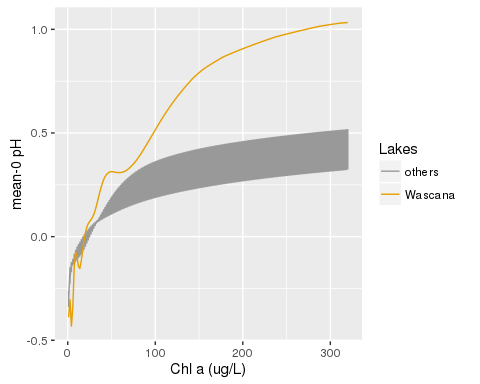 1.0
0.5
0.0
-0.5
mean-0 pH
0 100 200 300
Chl a (ug/L)
Lakes
others
Wascana